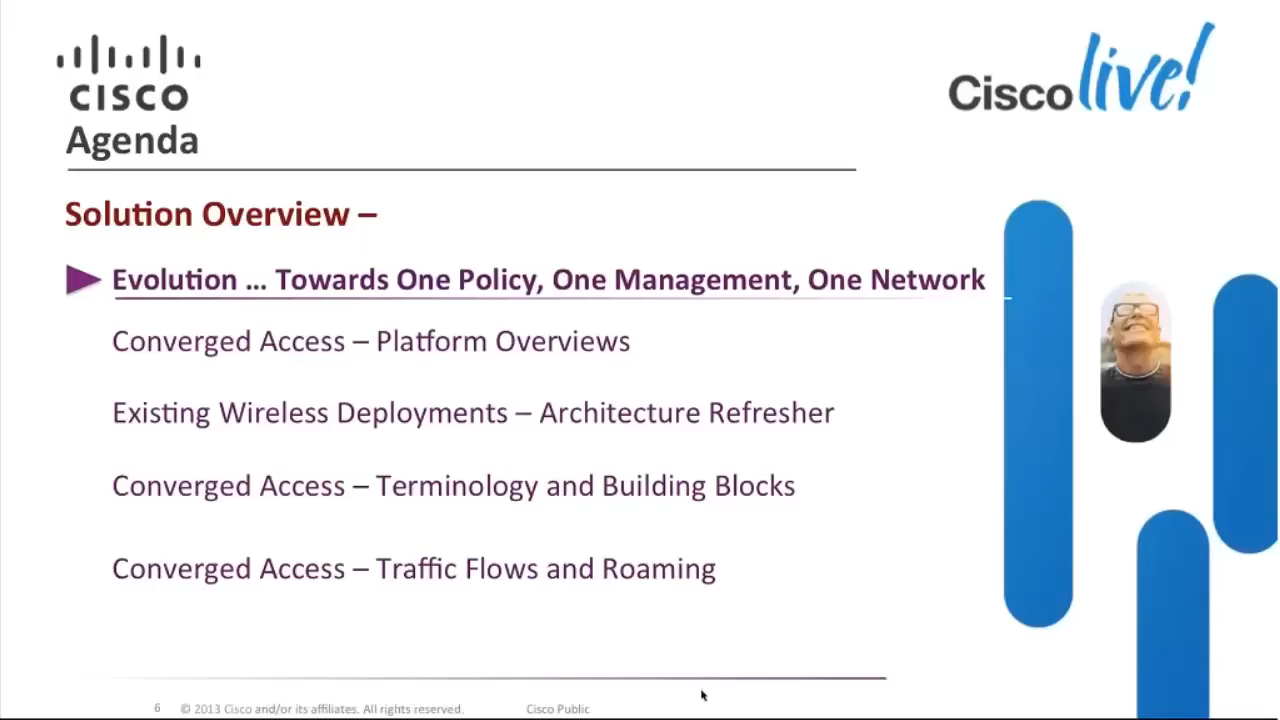 CISCO
Cisco live!
Agenda
Solution Overview –
Evolution … Towards One Policy, One Management, One Network
Converged Access – Platform Overviews
Existing Wireless Deployments – Architecture Refresher
Converged Access – Terminology and Building Blocks
Converged Access – Traffic Flows and Roaming
6 © 2013 Cisco and/or its affiliates. All rights reserved. Cisco Public